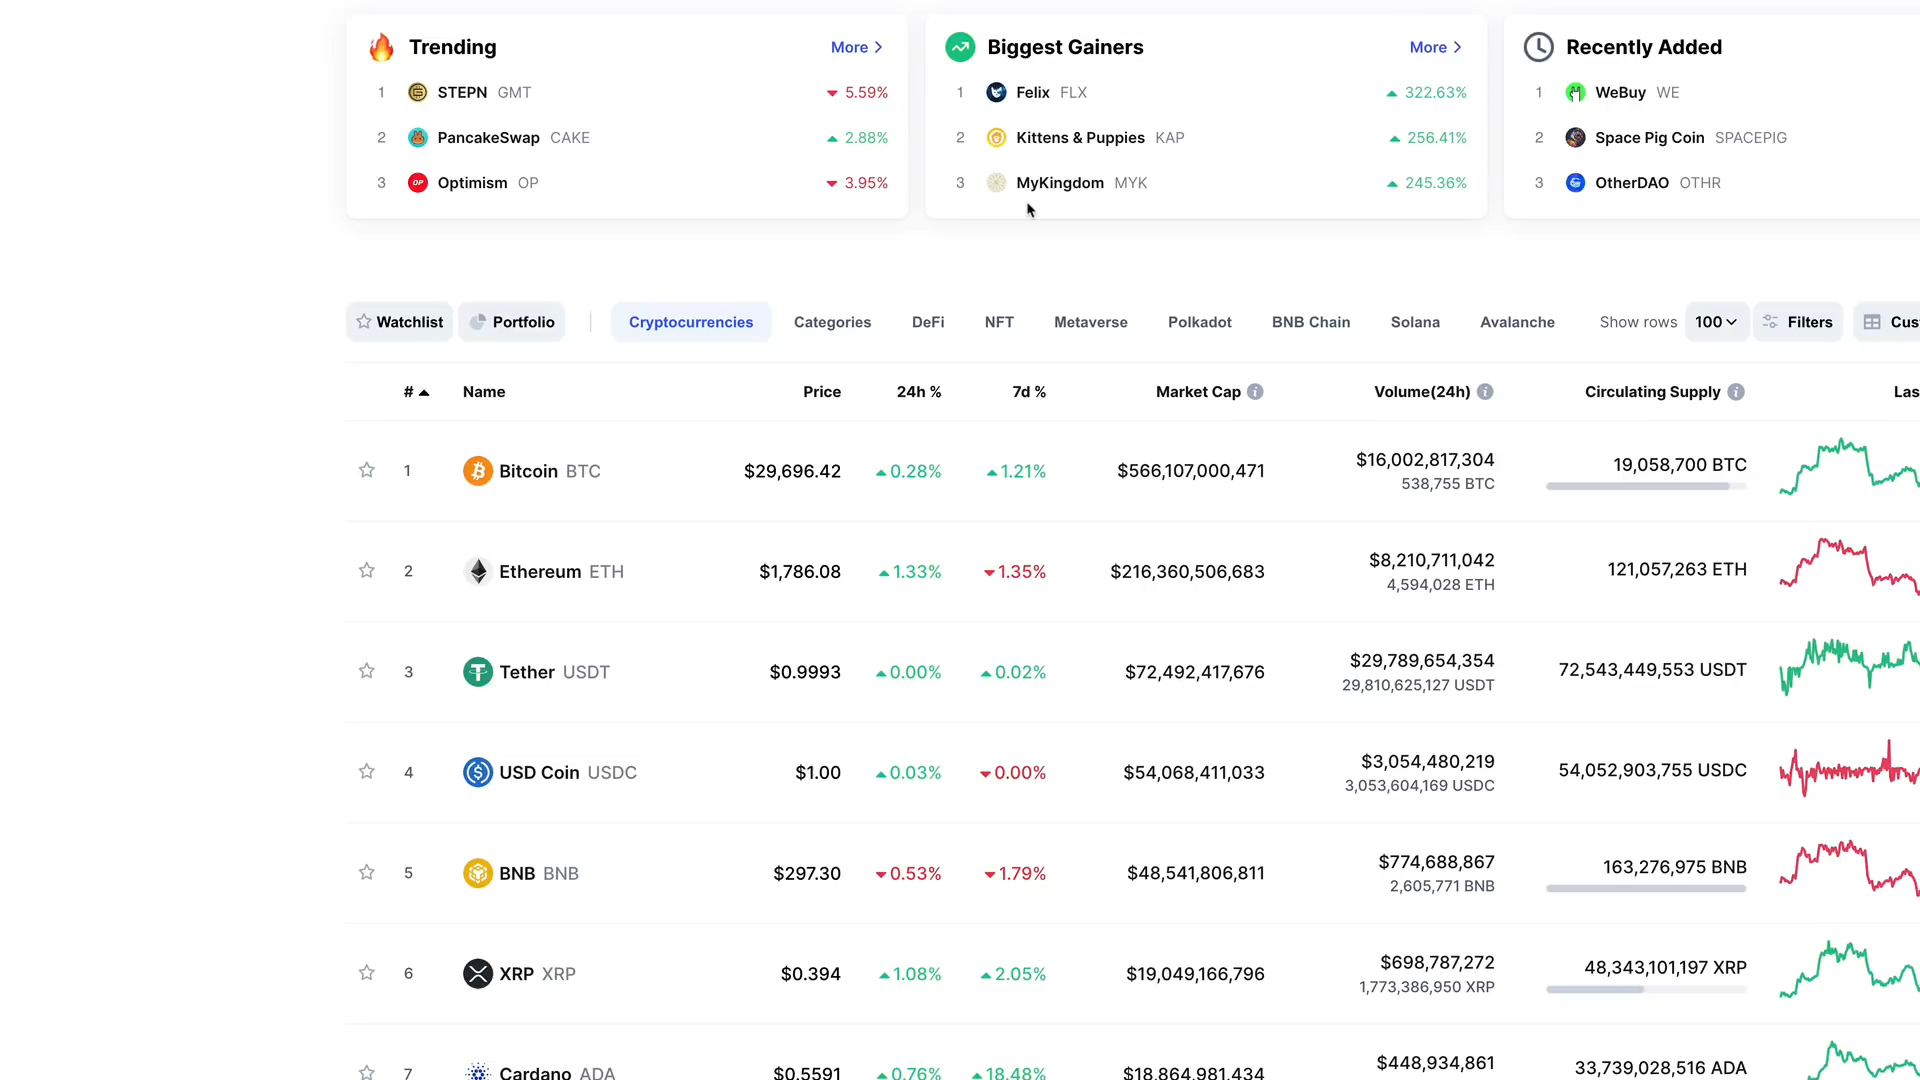 Trending More
1 STEPN GMT 5.59%
2 PancakeSwap CAKE 2.88%
3 OP Optimism OP 3.95%
Biggest Gainers More
1 Felix FLX 322.63%
2 Kittens & Puppies KAP 256.41%
3 MyKingdom MYK 245.36%
Recently Added
1 WeBuy WE
2 Space Pig Coin SPACEPIG
3 OtherDAO OTHR
Watchlist Portfolio Cryptocurrencies Categories DeFi NFT Metaverse Polkadot BNB Chain Solana Avalanche Show rows 100 Filters Cus
# Name Price 24h % 7d % Market Cap Volume(24h) Circulating Supply Las
1 Bitcoin BTC $29,696.42 0.28% 1.21% $566,107,000,471 $16,002,817,304 19,058,700 BTC
538,755 BTC
2 Ethereum ETH $1,786.08 1.33% 1.35% $216,360,506,683 $8,210,711,042 121,057,263 ETH
4,594,028 ETH
3 Tether USDT $0.9993 0.00% 0.02% $72,492,417,676 $29,789,654,354 72,543,449,553 USDT
29,810,625,127 USDT
4 USD Coin USDC $1.00 0.03% 0.00% $54,068,411,033 $3,054,480,219 54,052,903,755 USDC
3,053,604,169 USDC
5 BNB BNB $297.30 0.53% 1.79% $48,541,806,811 $774,688,867 163,276,975 BNB
2,605,771 BNB
6 XRP XRP $0.394 1.08% 2.05% $19,049,166,796 $698,787,272 48,343,101,197 XRP
1,773,386,950 XRP
7 Cardano ADA $0.5591 0.76% 18.48% $18,864,981,434 $448,934,861 33,739,028,516 ADA